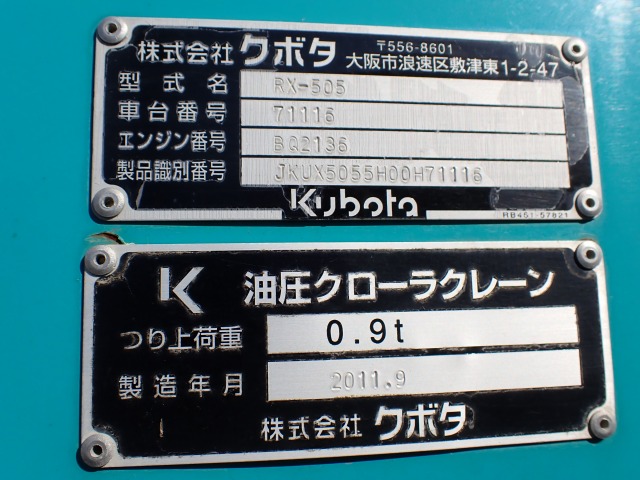 株式会社 クボタ 〒556-8601
大阪市浪速区敷津東1-2-47
型式名 RX-505
車台番号 71116
エンジン番号 BQ2136
製品識別番号 JKUX5055H00H71116
Kubota
RB451-57821
K 油圧クローラクレーン
つり上荷重 0.9t
製造年月 2011.9
株式会社 クボタ